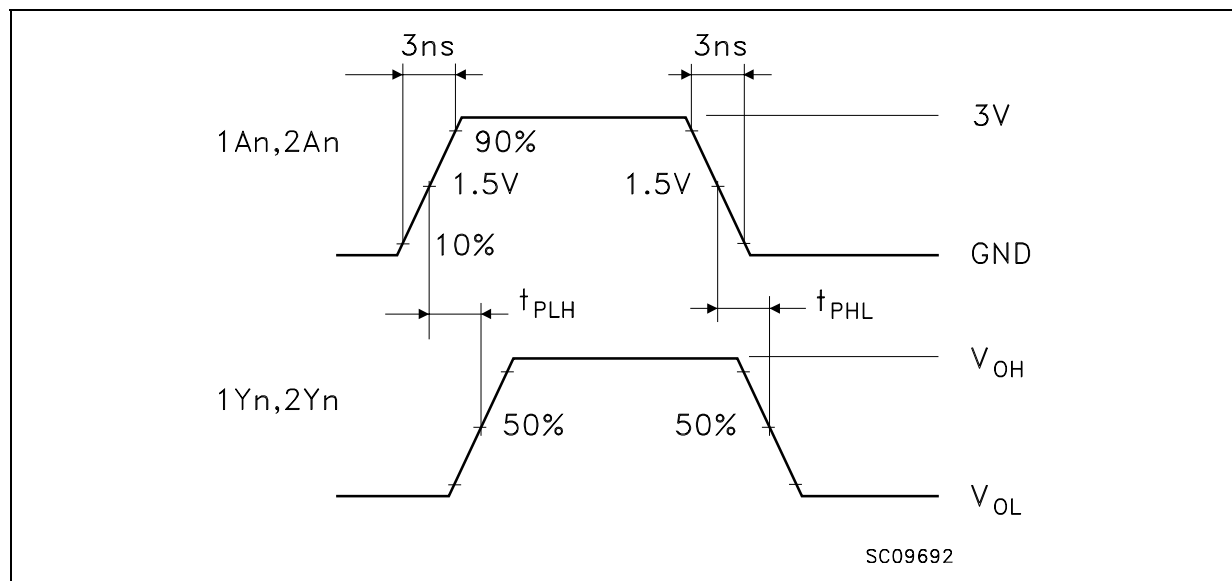 3ns 3ns
3V
1An,2An
90%
1.5V 1.5V
10%
GND
tPLH tPHL
VOH
1Yn,2Yn
50% 50%
VOL
SC09692